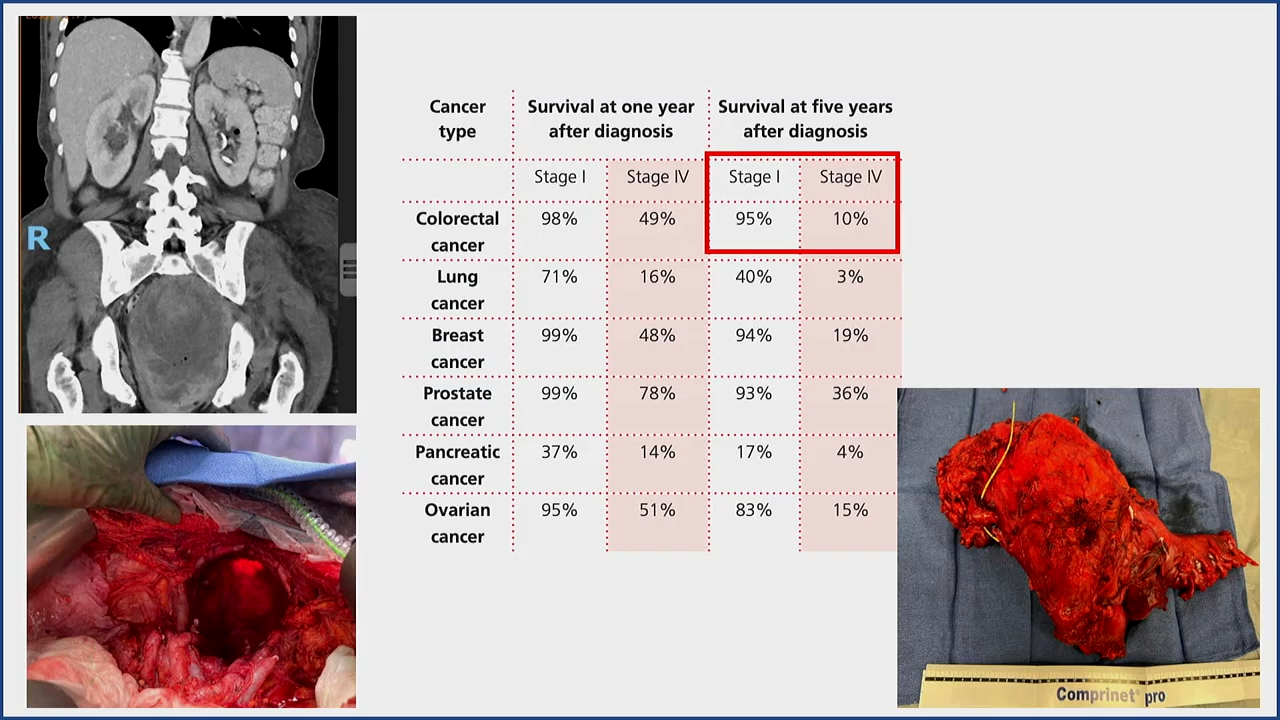 R
Cancer type
Survival at one year after diagnosis
Survival at five years after diagnosis
Stage I Stage IV Stage I Stage IV
Colorectal cancer 98% 49% 95% 10%
Lung cancer 71% 16% 40% 3%
Breast cancer 99% 48% 94% 19%
Prostate cancer 99% 78% 93% 36%
Pancreatic cancer 37% 14% 17% 4%
Ovarian cancer 95% 51% 83% 15%
Comprinet pro